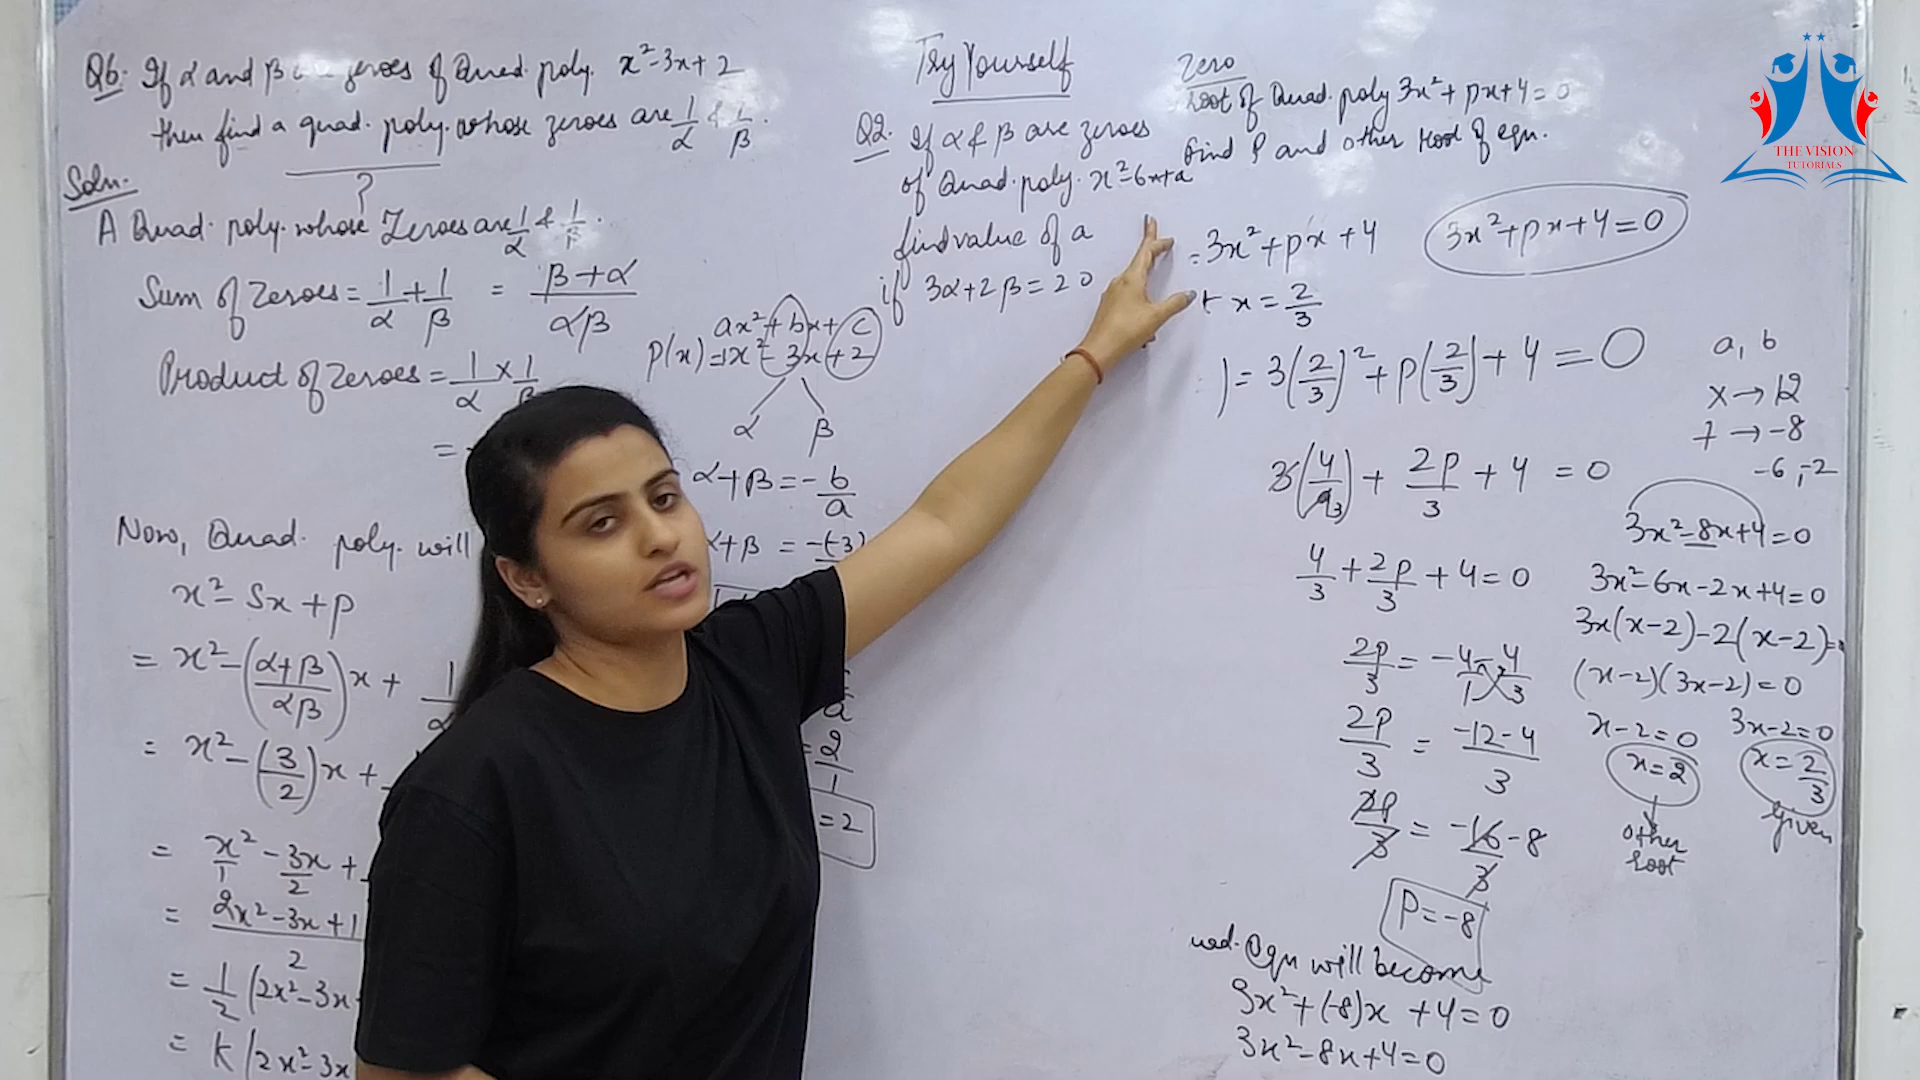 Q6. If α and β zeroes of Quad. poly. x²-3x+2
then find a quad. poly. whose zeroes are 1/α & 1/β.
Soln.
?
A Quad. poly. whose Zeroes are 1/α & 1/β.
Sum of Zeroes = 1/α + 1/β = β+α/αβ
Product of Zeroes = 1/α × 1/β
=
Now, Quad. poly. will
x²-Sx+p
= x²-(α+β/αβ)x + 1
= x²-(3/2)x +
= x²/1 - 3x/2 +
= 2x²-3x+1/2
= 1/2 (2x²-3x
= K (2x²-3x
ax²+bx+c
p(x)=1x²-3x+2
α β
α+β = -b/a
α+β = -(-3)
a
= 2/1
= 2
Try Yourself
Q2. If α & β are zeroes
of Quad. poly. x²-6x+a
find value of a
if 3α+2β=20
Zero
Root of Quad. poly 3x²+px+4=0
find P and other root of eqn.
= 3x²+px+4
3x²+px+4=0
x = 2/3
) = 3(2/3)² + p(2/3) + 4 = 0
3(4/9 3) + 2p/3 + 4 = 0
4/3 + 2p/3 + 4 = 0
2p/3 = -4/1 - 4/3
2p/3 = -12-4/3
2p/3 = -16/3 -8
P=-8
Eqn will become
3x²+(-8)x+4=0
3x²-8x+4=0
a, b
x → 12
+ → -8
-6, -2
3x²-8x+4=0
3x²-6x-2x+4=0
3x(x-2)-2(x-2)=
(x-2)(3x-2)=0
x-2=0 3x-2=0
x=2 x=2/3
other
root
given
THE VISION
TUTORIALS